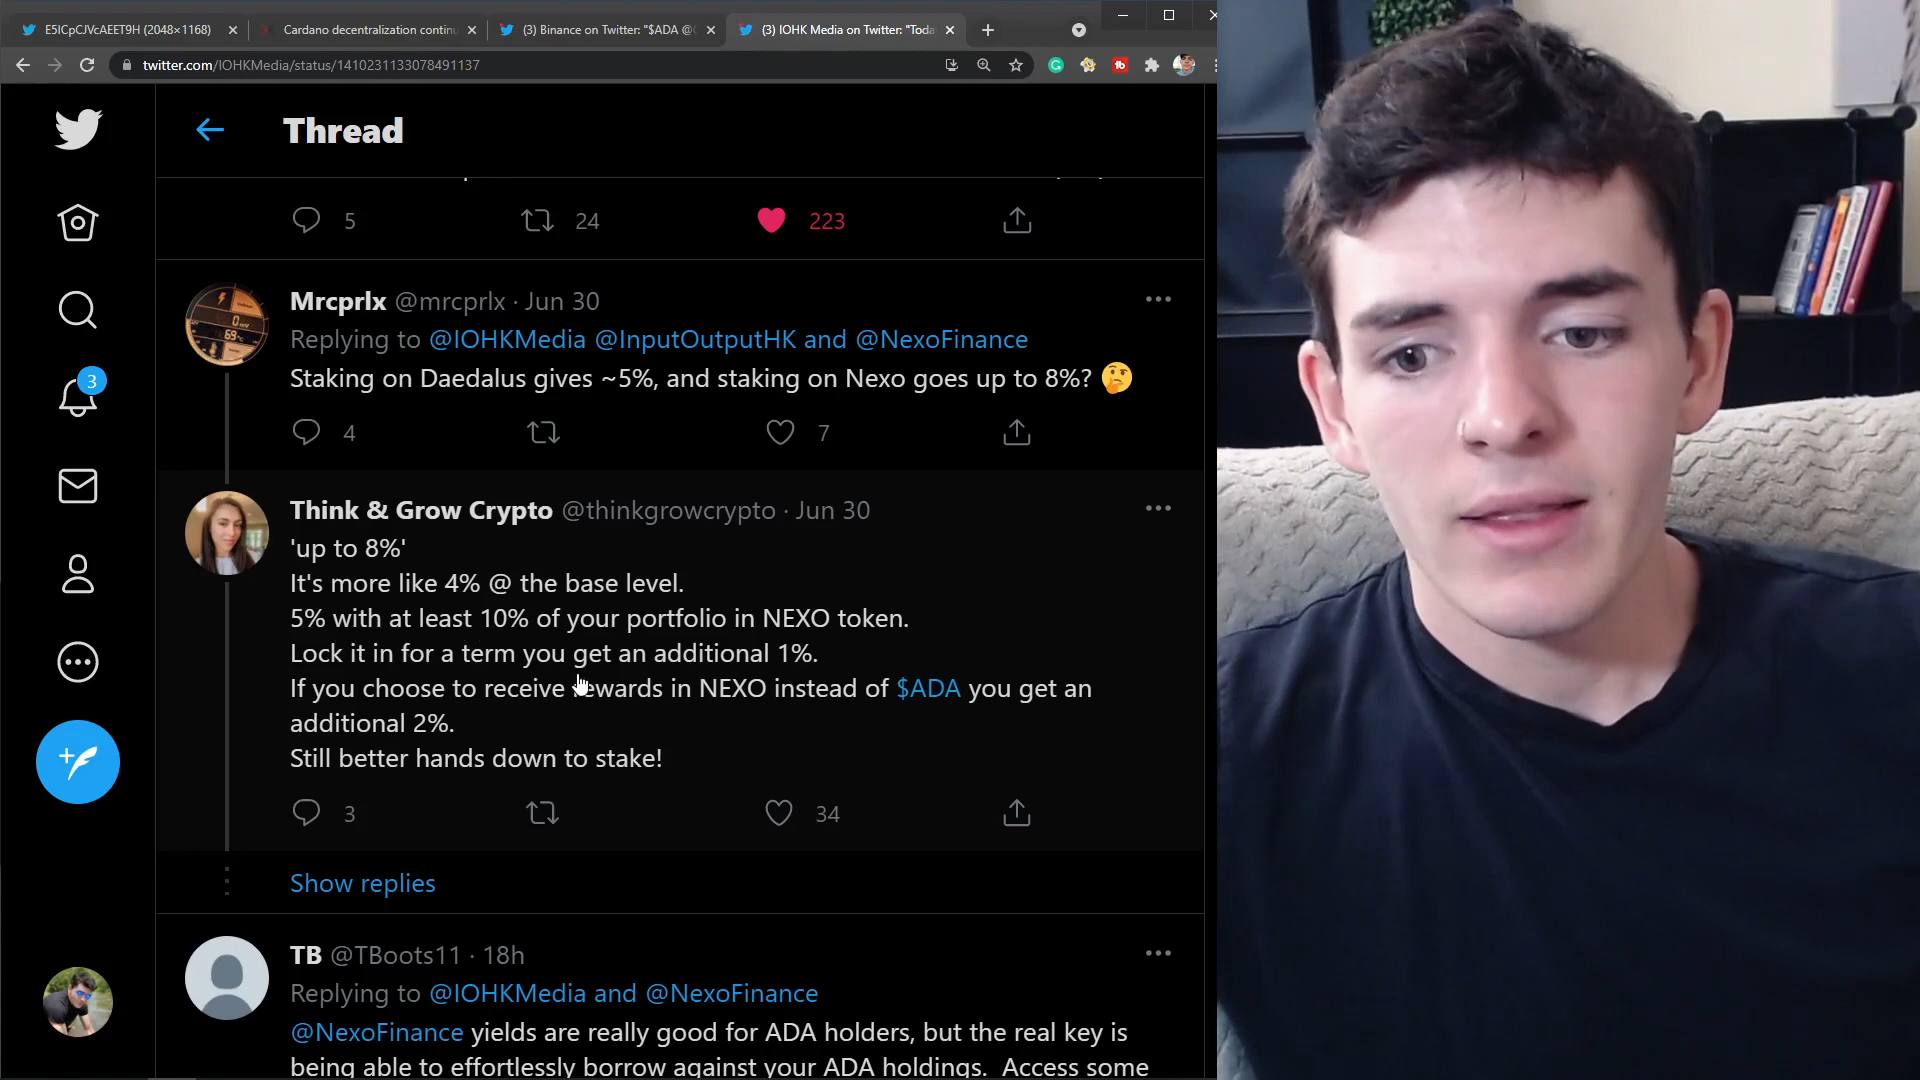 E5ICpCJVcAEET9H (2048×1168)
Cardano decentralization continu
(3) Binance on Twitter: "$ADA @C
(3) IOHK Media on Twitter: "Toda
twitter.com/IOHKMedia/status/1410231133078491137
Thread
5 24 223
Mrcprlx @mrcprlx · Jun 30
Replying to @IOHKMedia @InputOutputHK and @NexoFinance
Staking on Daedalus gives ~5%, and staking on Nexo goes up to 8%? 🤔
4 7
3
Think & Grow Crypto @thinkgrowcrypto · Jun 30
'up to 8%'
It's more like 4% @ the base level.
5% with at least 10% of your portfolio in NEXO token.
Lock it in for a term you get an additional 1%.
If you choose to receive rewards in NEXO instead of $ADA you get an
additional 2%.
Still better hands down to stake!
3 34
Show replies
TB @TBoots11 · 18h
Replying to @IOHKMedia and @NexoFinance
@NexoFinance yields are really good for ADA holders, but the real key is
being able to effortlessly borrow against your ADA holdings. Access some